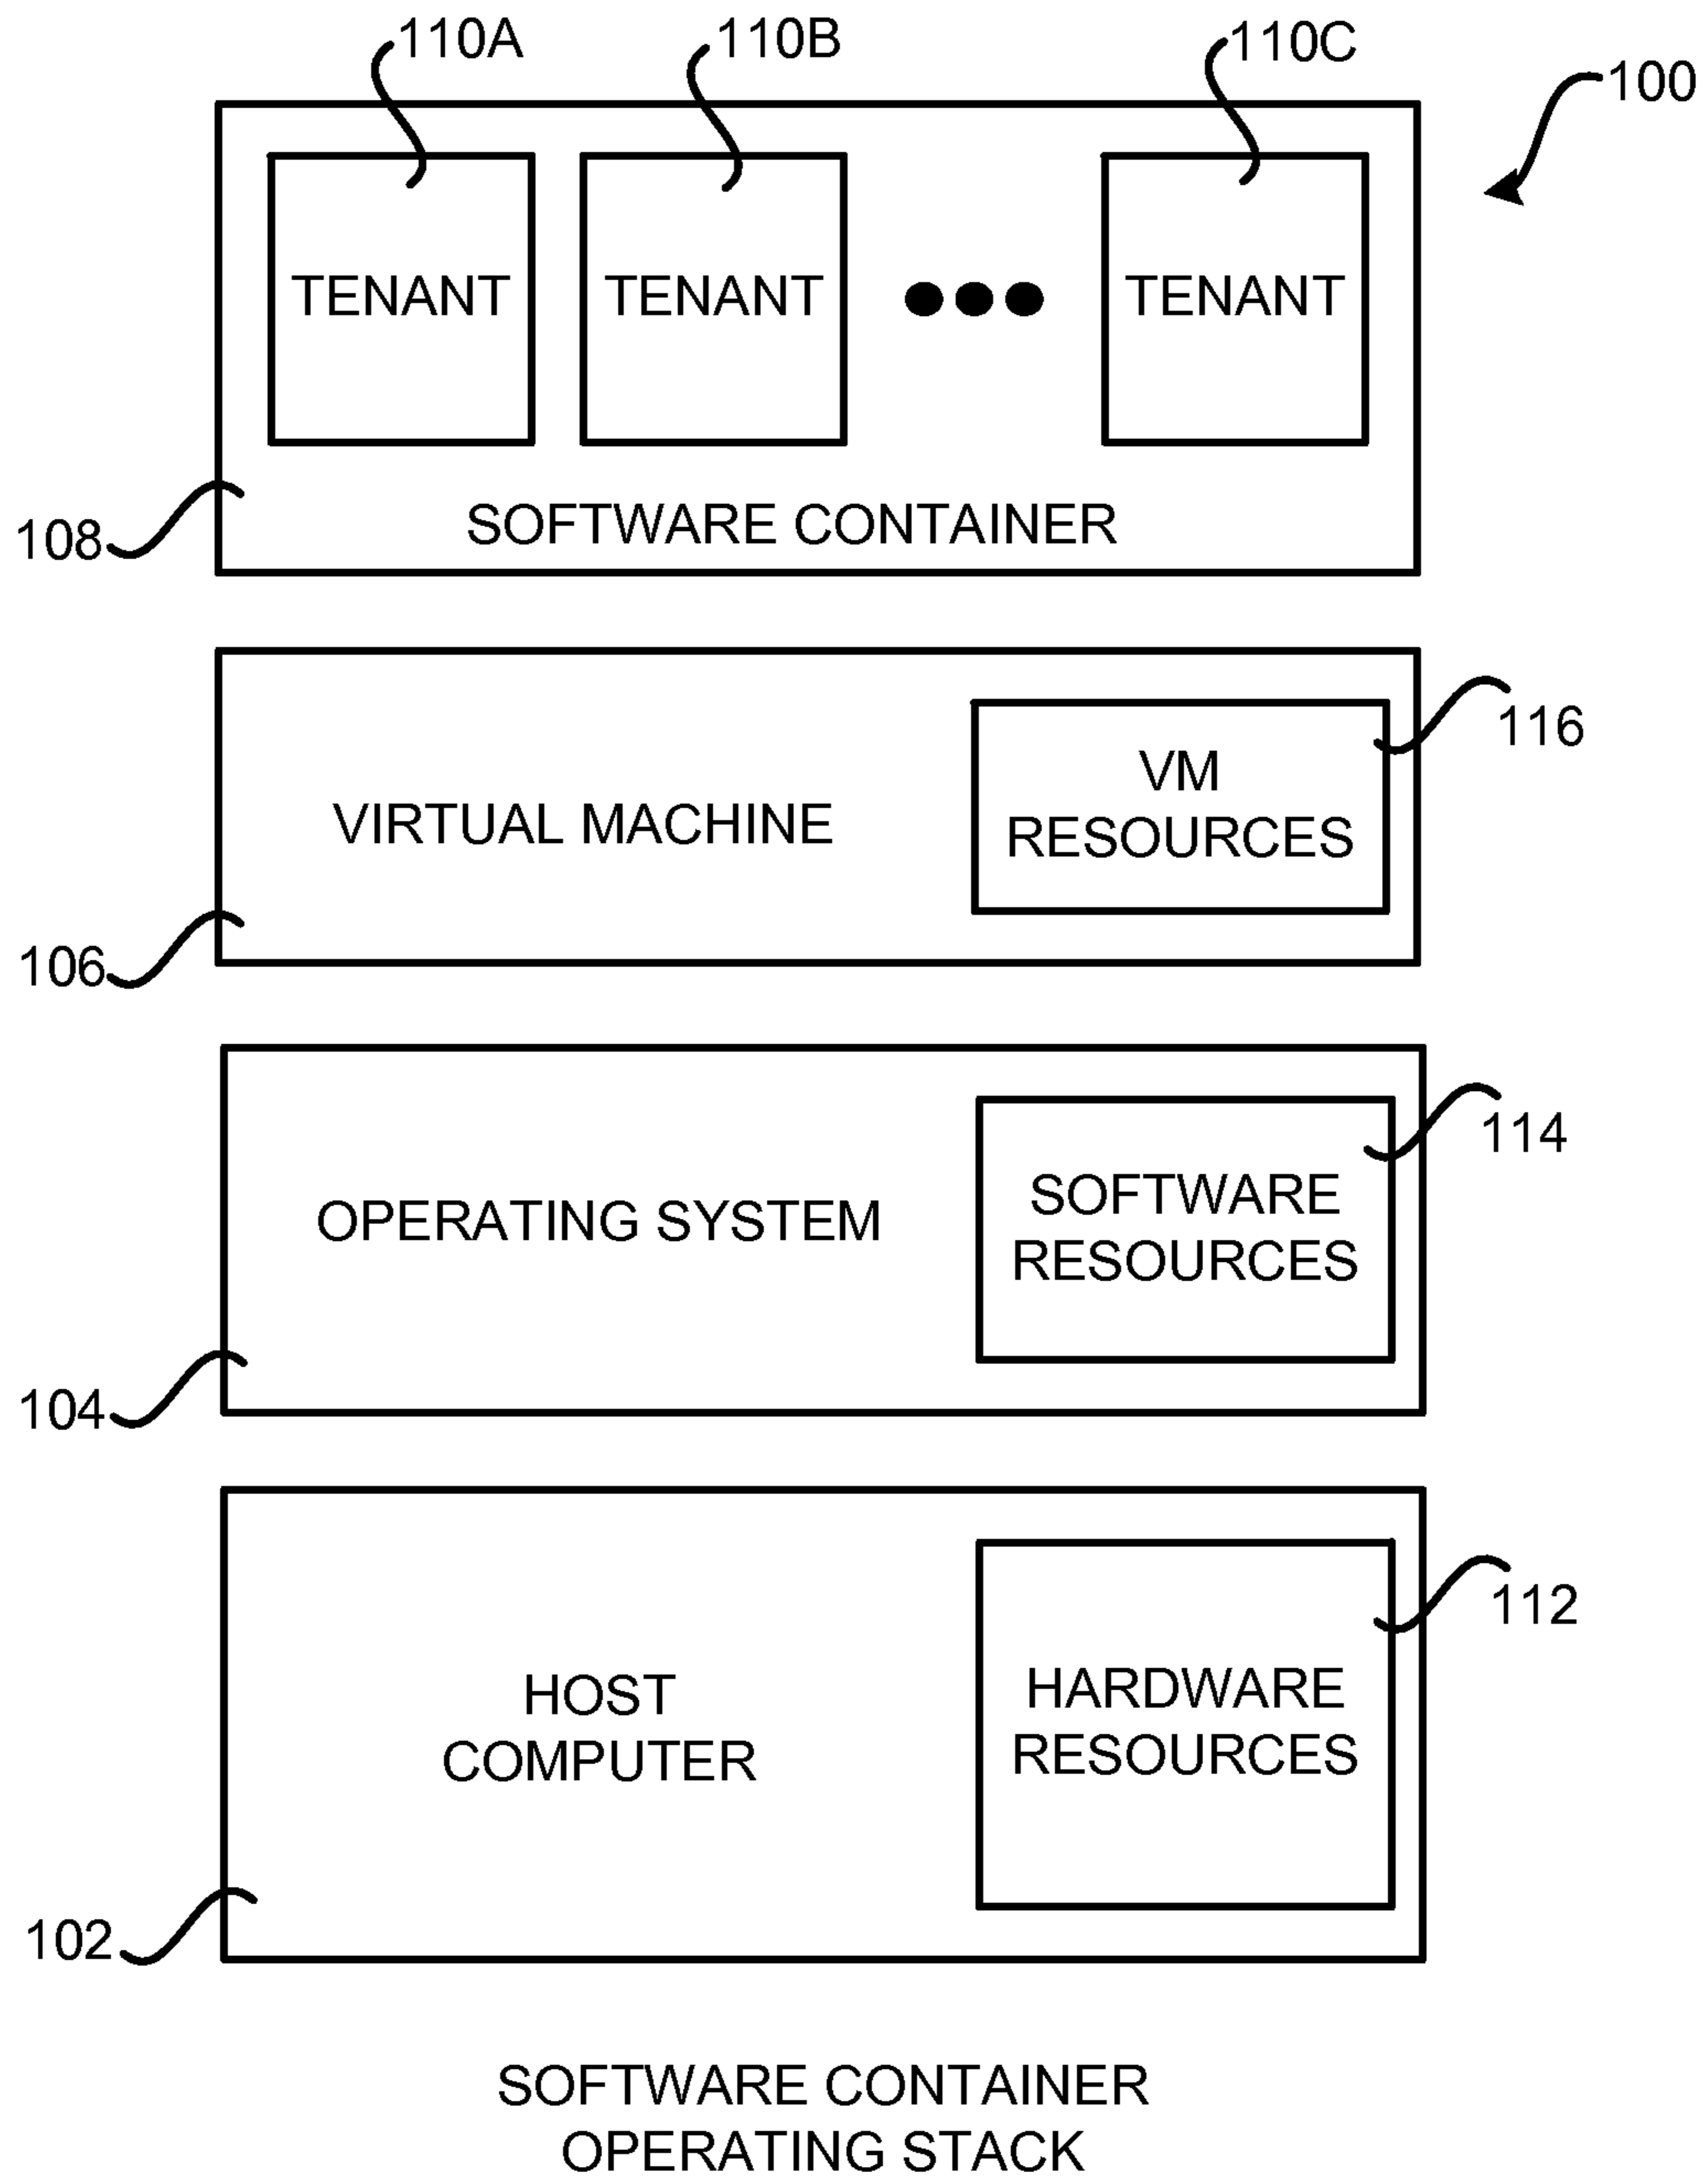 110A
110B
110C
100
TENANT
TENANT
TENANT
108
SOFTWARE CONTAINER
116
VM
RESOURCES
VIRTUAL MACHINE
106
114
SOFTWARE
RESOURCES
OPERATING SYSTEM
104
112
HOST
COMPUTER
HARDWARE
RESOURCES
102
SOFTWARE CONTAINER
OPERATING STACK